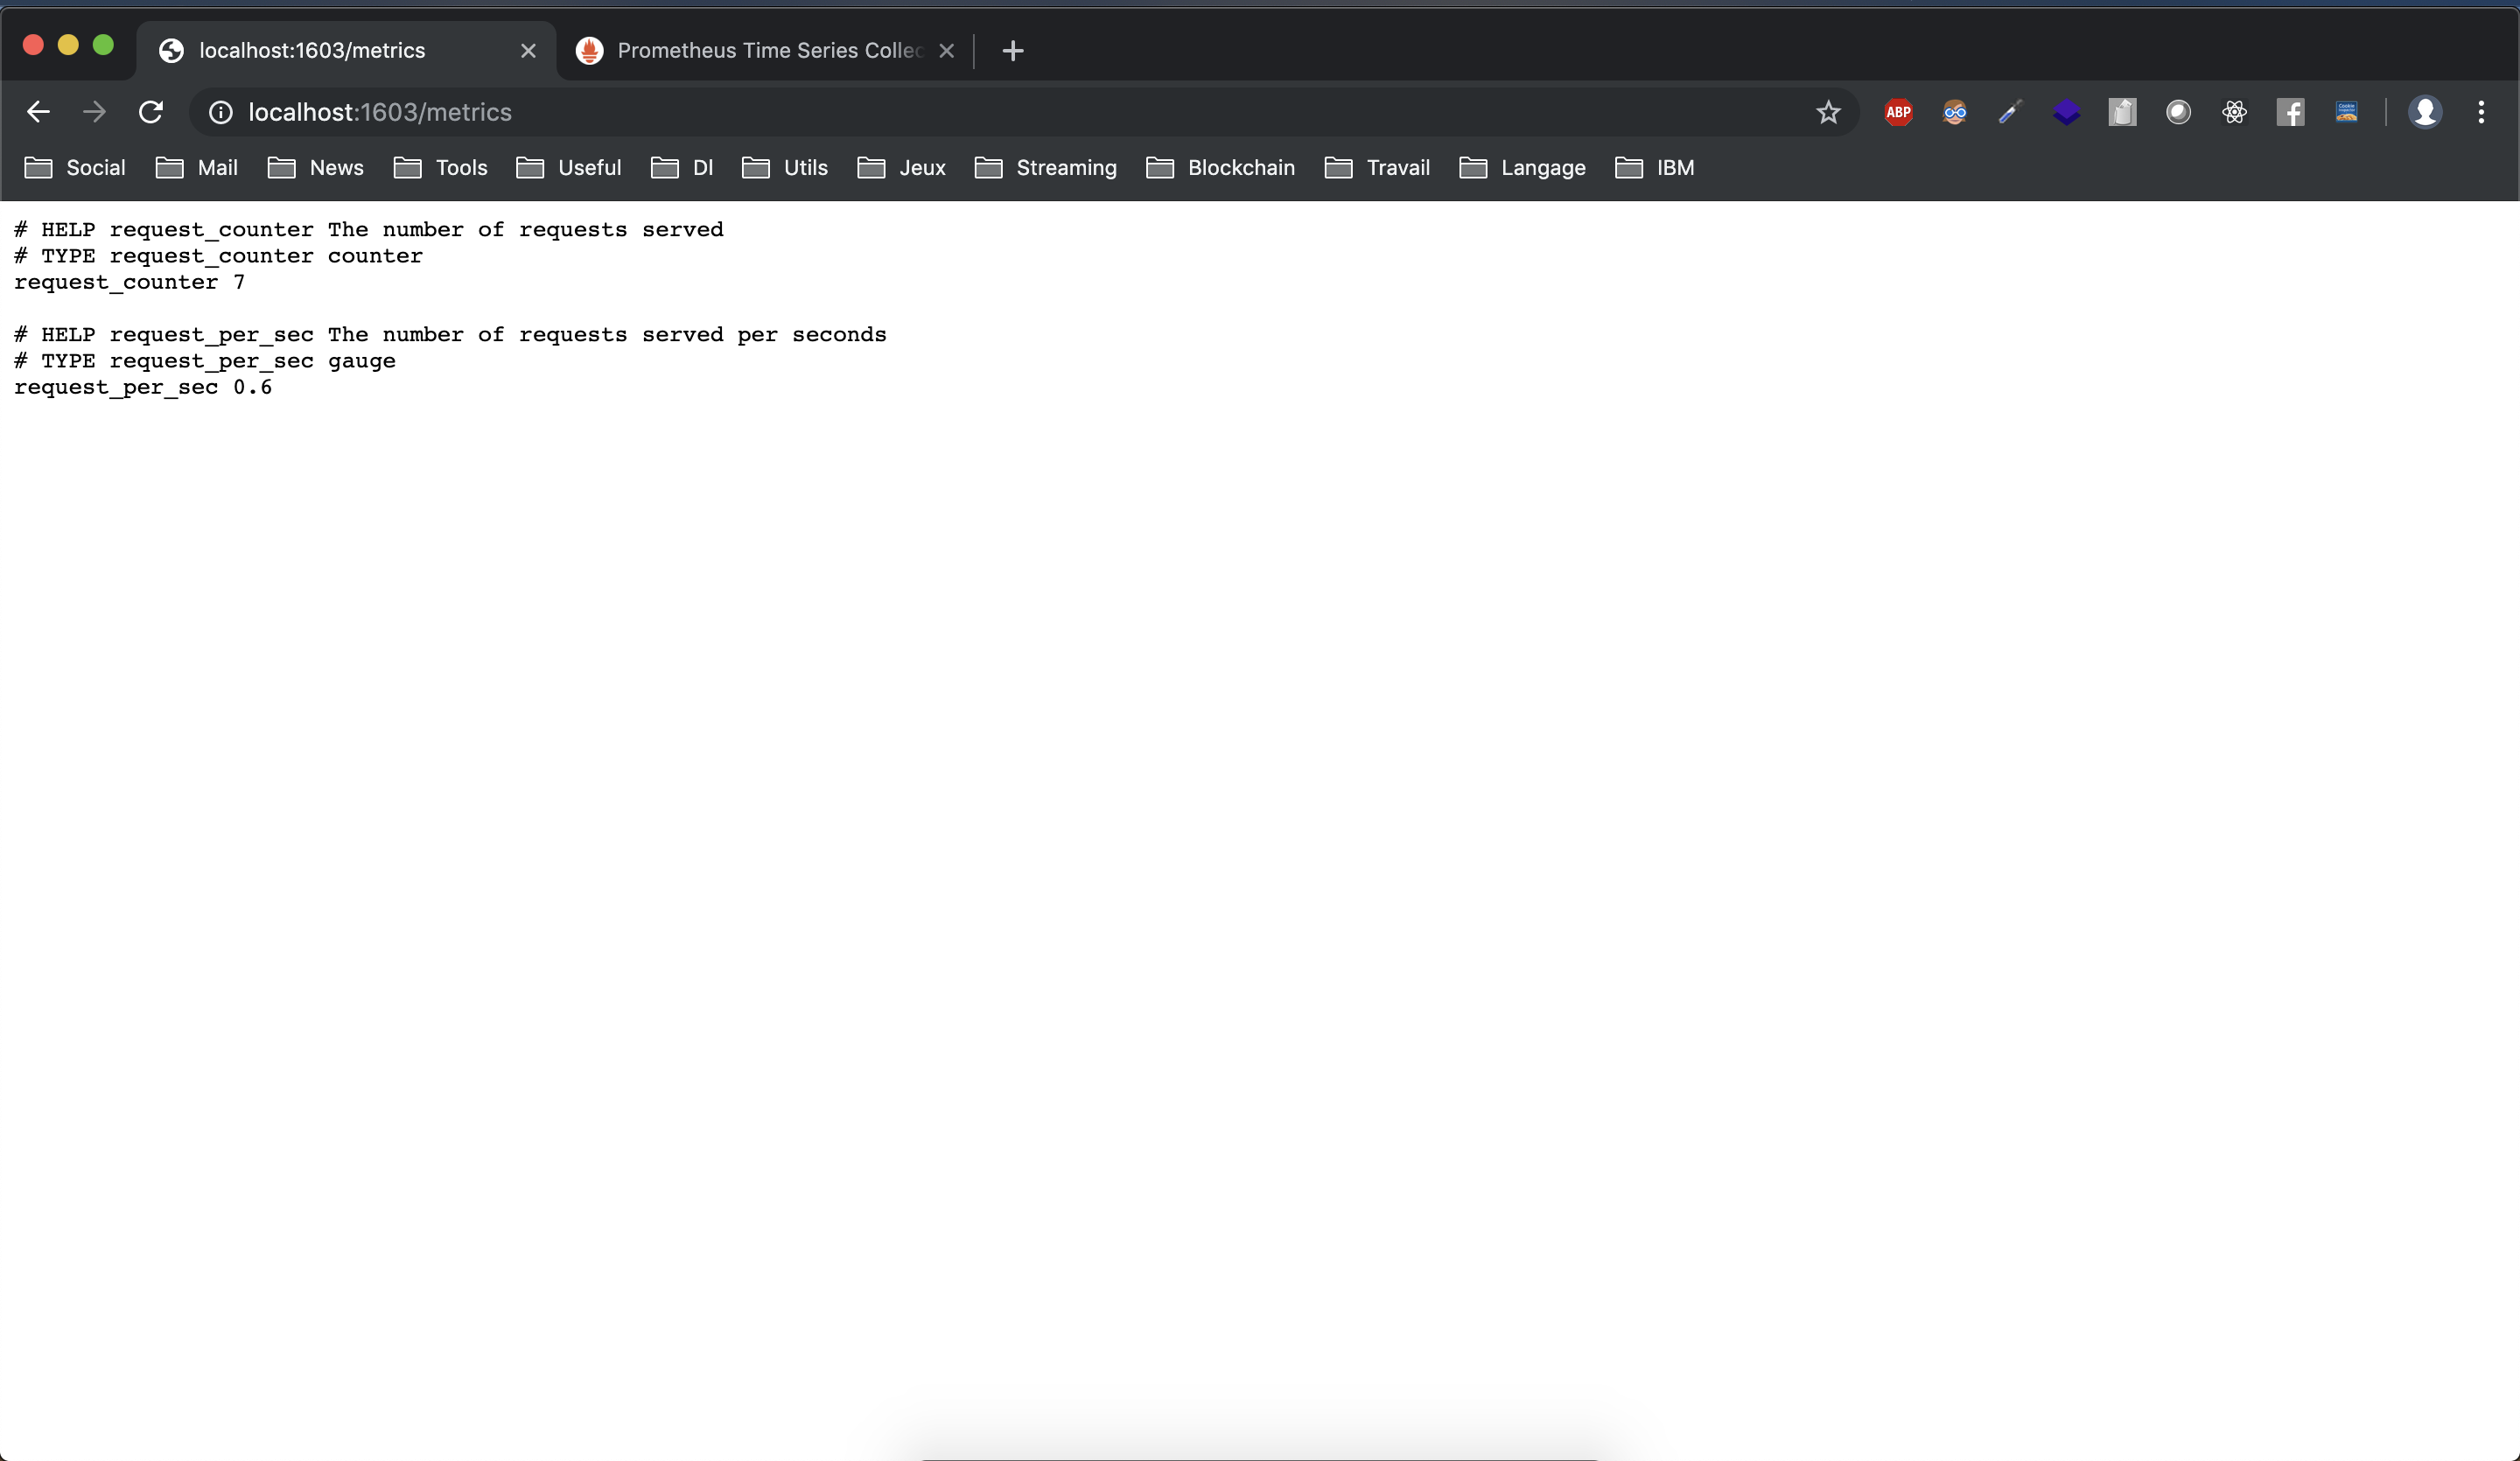 localhost:1603/metrics
Prometheus Time Series Collec
localhost:1603/metrics
ABP
Social Mail News Tools Useful Dl Utils Jeux Streaming Blockchain Travail Langage IBM
# HELP request_counter The number of requests served
# TYPE request_counter counter
request_counter 7
# HELP request_per_sec The number of requests served per seconds
# TYPE request_per_sec gauge
request_per_sec 0.6